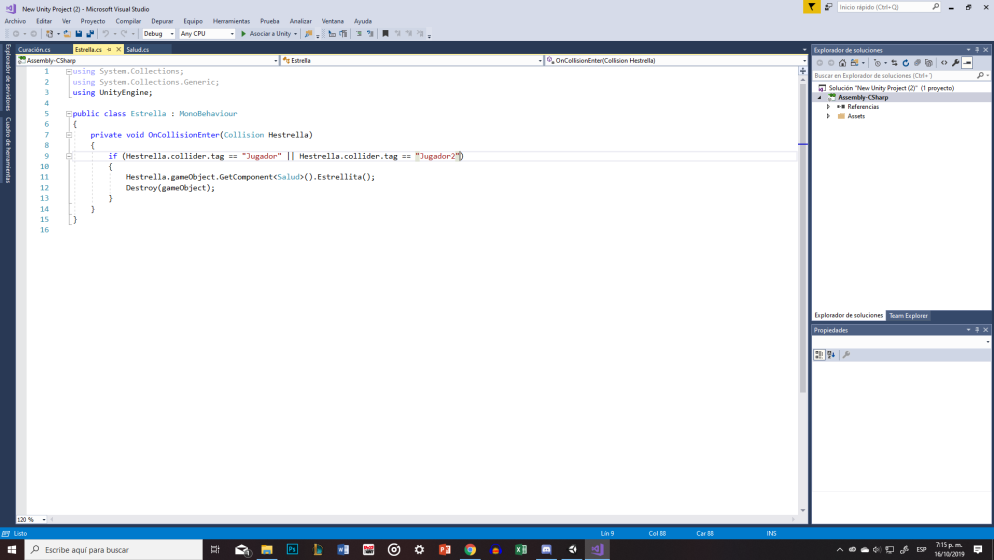 New Unity Project (2) - Microsoft Visual Studio
Inicio rápido (Ctrl+Q)
Archivo Editar Ver Proyecto Compilar Depurar Equipo Herramientas Prueba Analizar Ventana Ayuda
Debug Any CPU Asociar a Unity
Explorador de servidores
Cuadro de herramientas
Curación.cs Estrella.cs Salud.cs
Assembly-CSharp Estrella OnCollisionEnter(Collision Hestrella)
1 using System.Collections;
2 using System.Collections.Generic;
3 using UnityEngine;
4
5 public class Estrella : MonoBehaviour
6 {
7 private void OnCollisionEnter(Collision Hestrella)
8 {
9 if (Hestrella.collider.tag == "Jugador" || Hestrella.collider.tag == "Jugador2")
10 {
11 Hestrella.gameObject.GetComponent<Salud>().Estrellita();
12 Destroy(gameObject);
13 }
14 }
15 }
16
120 %
Explorador de soluciones
Buscar en Explorador de soluciones (Ctrl+´)
Solución "New Unity Project (2)" (1 proyecto)
Assembly-CSharp
Referencias
Assets
Explorador de soluciones Team Explorer
Propiedades
Listo Lín 9 Col 88 Car 88 INS
Escribe aquí para buscar
ESP
7:15 p. m.
16/10/2019